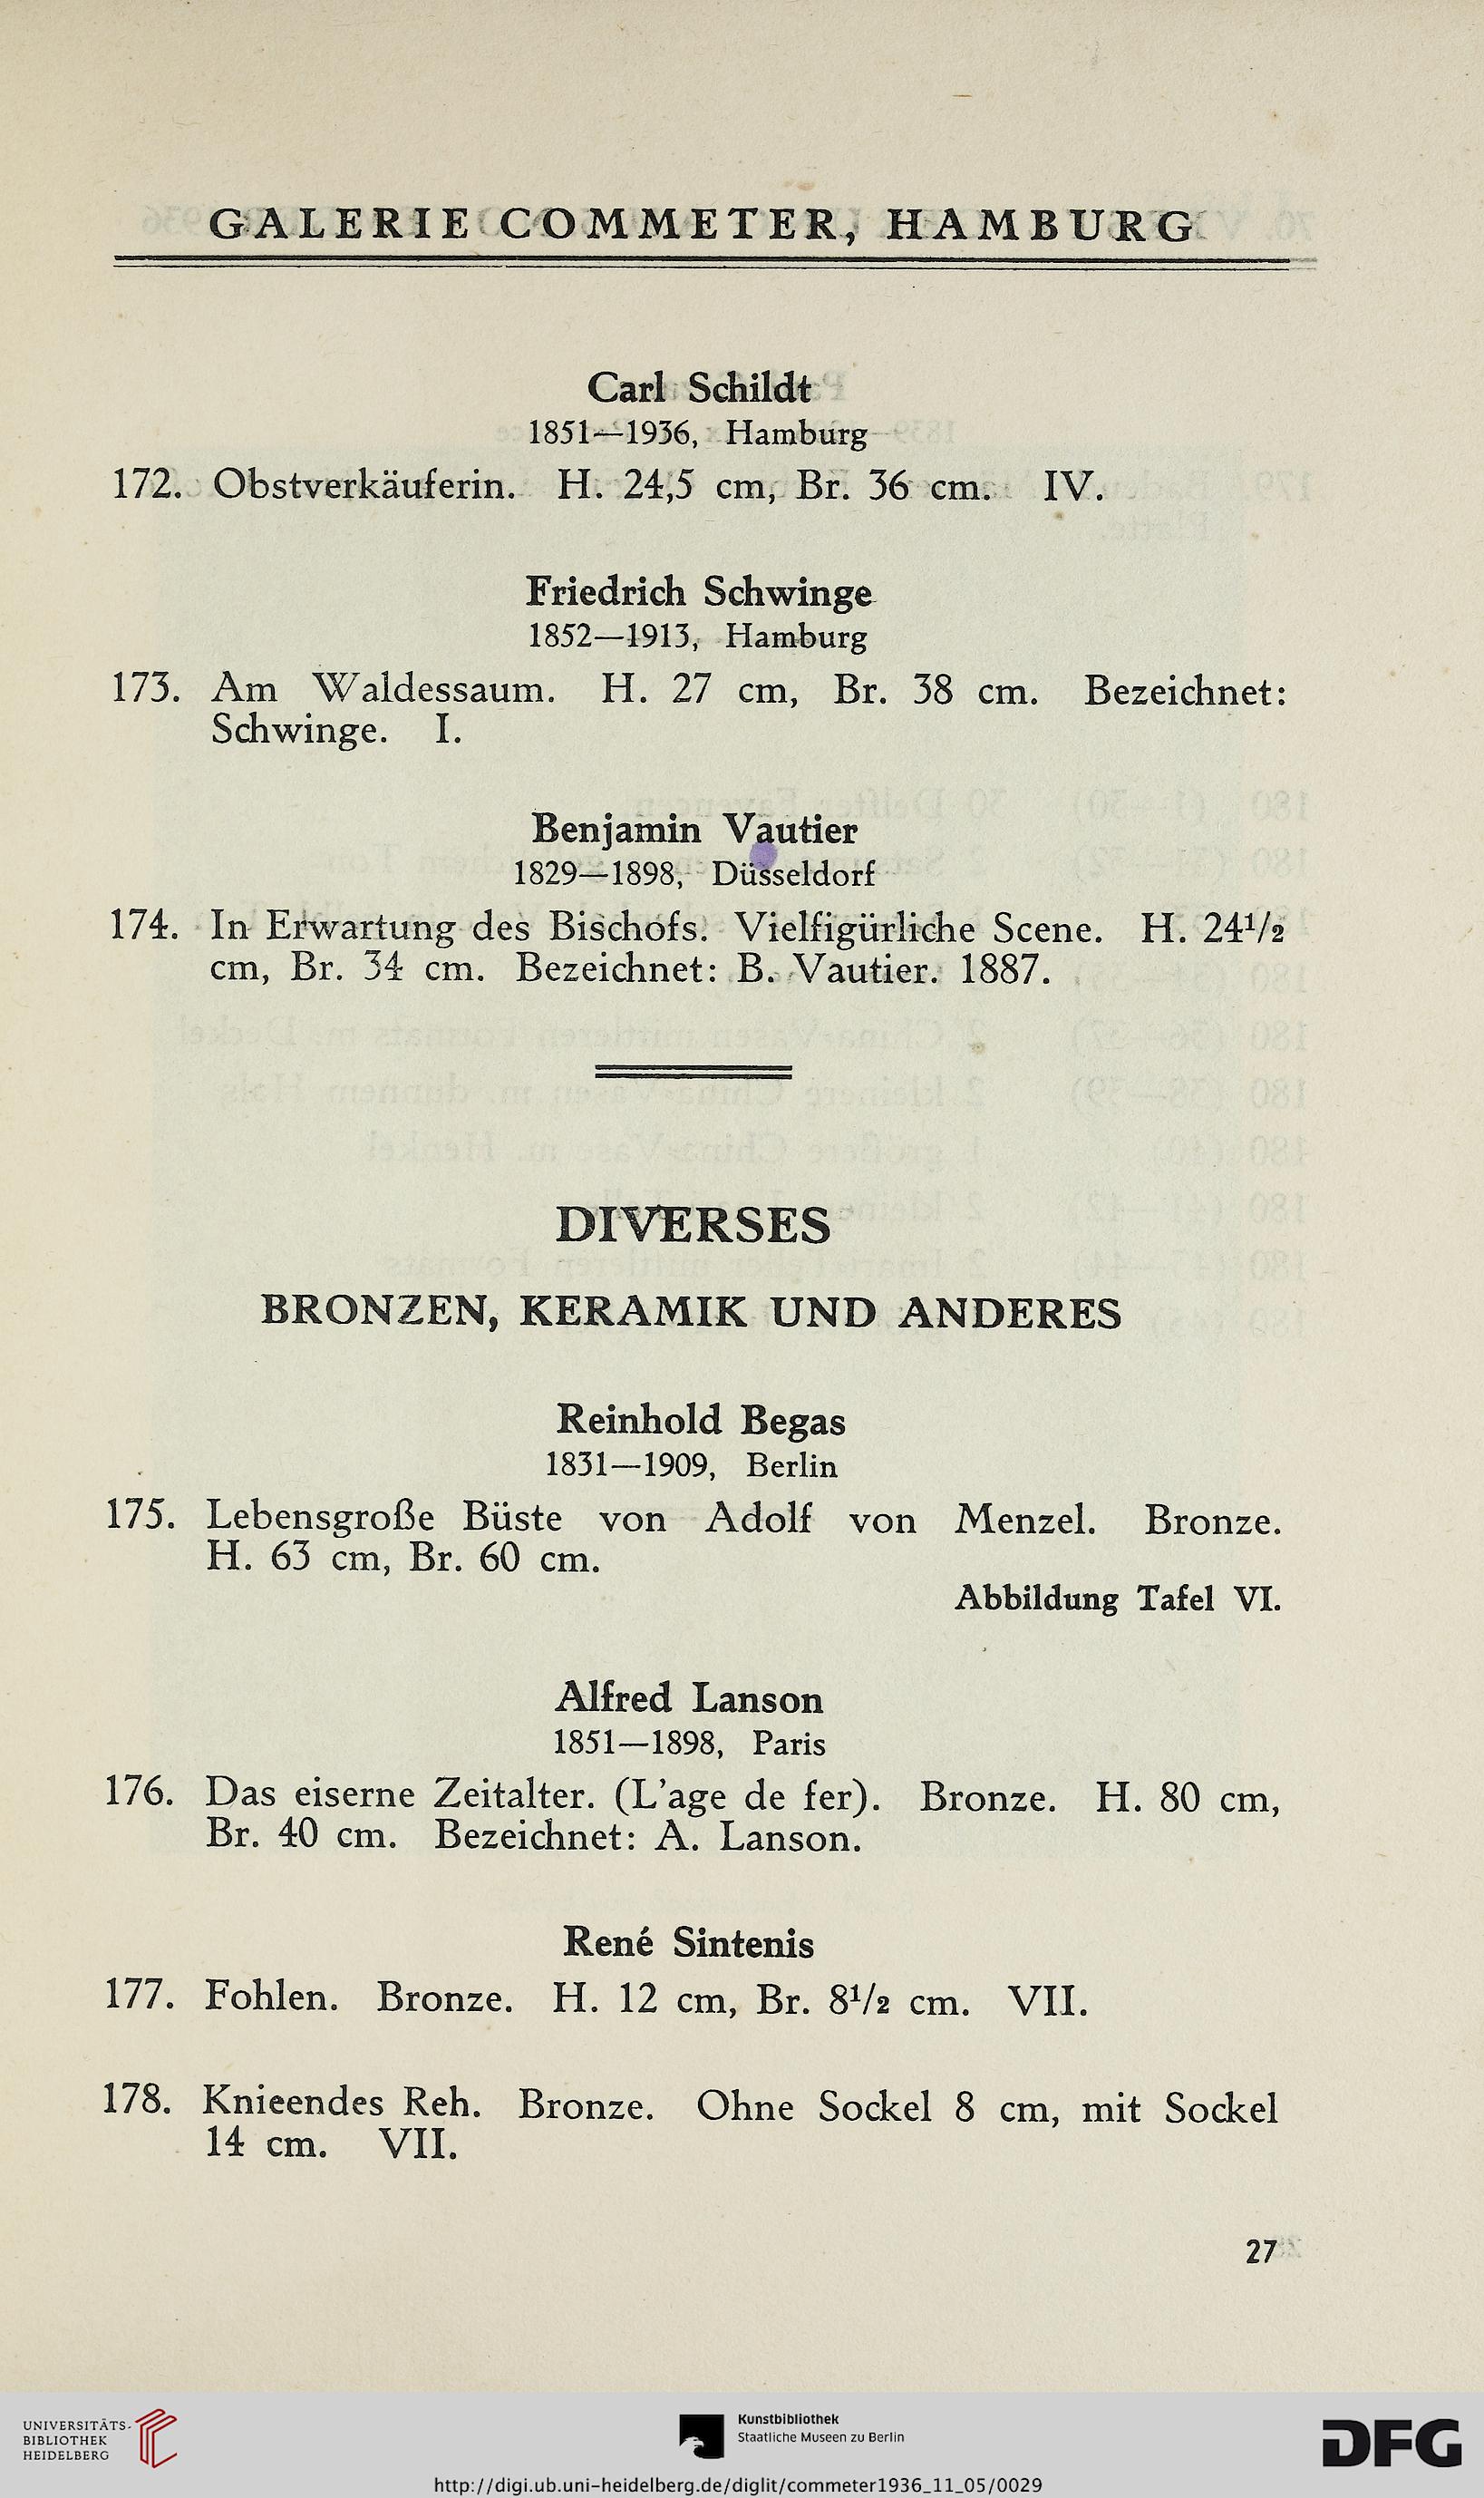 GALERIE COMMETER, HAMBURG
Carl Schildt
1851—1936, Hamburg
172. Obstverkäuferin. H. 24,5 cm, Br. 36 cm. IV.
Friedrich Schwinge
1852—1913, Hamburg
173. Am Waldessaum. H. 27 cm, Br. 38 cm. Bezeichnet:
Schwinge. I.
Benjamin Vautier
1829—1898, Düsseldorf
174. In Erwartung des Bischofs. Vielfigürliche Scene. H. 24½
cm, Br. 34 cm. Bezeichnet: B. Vautier. 1887.
DIVERSES
BRONZEN, KERAMIK UND ANDERES
Reinhold Begas
1831—1909, Berlin
175. Lebensgroße Büste von Adolf von Menzel. Bronze.
H. 63 cm, Br. 60 cm.
Abbildung Tafel VI.
Alfred Lanson
1851—1898, Paris
176. Das eiserne Zeitalter. (L'age de fer). Bronze. H. 80 cm,
Br. 40 cm. Bezeichnet: A. Lanson.
René Sintenis
177. Fohlen. Bronze. H. 12 cm, Br. 8½ cm. VII.
178. Knieendes Reh. Bronze. Ohne Sockel 8 cm, mit Sockel
14 cm. VII.
27
UNIVERSITÄTS-
BIBLIOTHEK
HEIDELBERG
Kunstbibliothek
Staatliche Museen zu Berlin
DFG
http://digi.ub.uni-heidelberg.de/diglit/commeter1936_11_05/0029